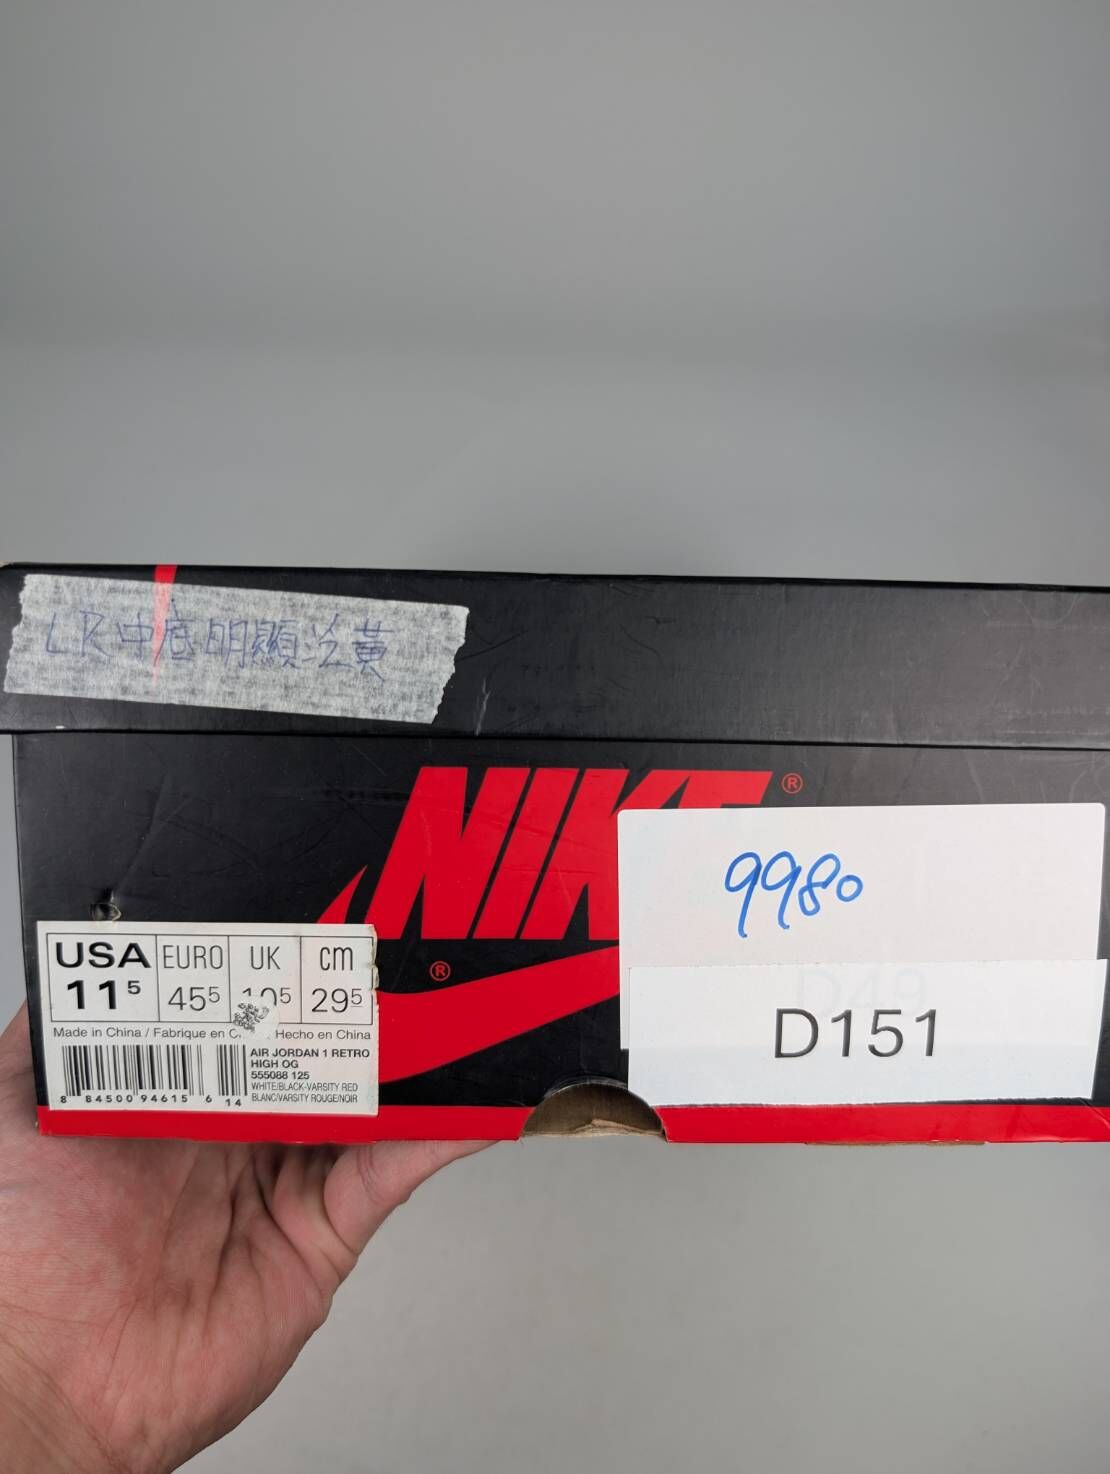 LR中底明顯泛黃
NIKE®
®
9980
D49
D151
USA EURO UK cm
11⁵ 45⁵ 29⁵
Made in China / Fabrique en Hecho en China
AIR JORDAN 1 RETRO
HIGH OG
555088 125
WHITE/BLACK-VARSITY RED
BLANC/VARSITY ROUGE/NOIR
8 84500 94615 6 14